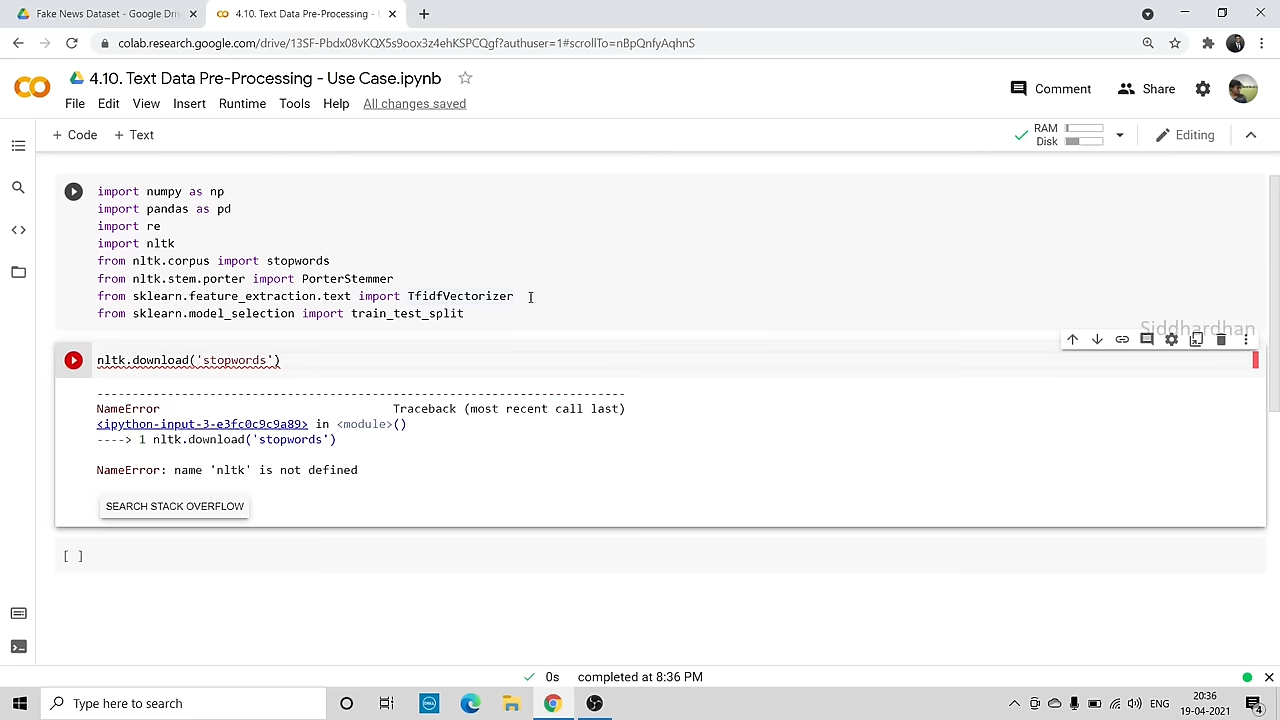 Fake News Dataset - Google Dri
4.10. Text Data Pre-Processing -
colab.research.google.com/drive/13SF-Pbdx08vKQX5s9oox3z4ehKSPCQgf?authuser=1#scrollTo=nBpQnfyAqhnS
4.10. Text Data Pre-Processing - Use Case.ipynb
File Edit View Insert Runtime Tools Help All changes saved
Comment Share
+ Code + Text
RAM
Disk
Editing
import numpy as np
import pandas as pd
import re
import nltk
from nltk.corpus import stopwords
from nltk.stem.porter import PorterStemmer
from sklearn.feature_extraction.text import TfidfVectorizer
from sklearn.model_selection import train_test_split
Siddhardhan
nltk.download('stopwords')
---------------------------------------------------------------------------
NameError Traceback (most recent call last)
<ipython-input-3-e3fc0c9c9a89> in <module>()
----> 1 nltk.download('stopwords')
NameError: name 'nltk' is not defined
SEARCH STACK OVERFLOW
[ ]
0s completed at 8:36 PM
Type here to search
DELL
ENG
20:36
19-04-2021
4